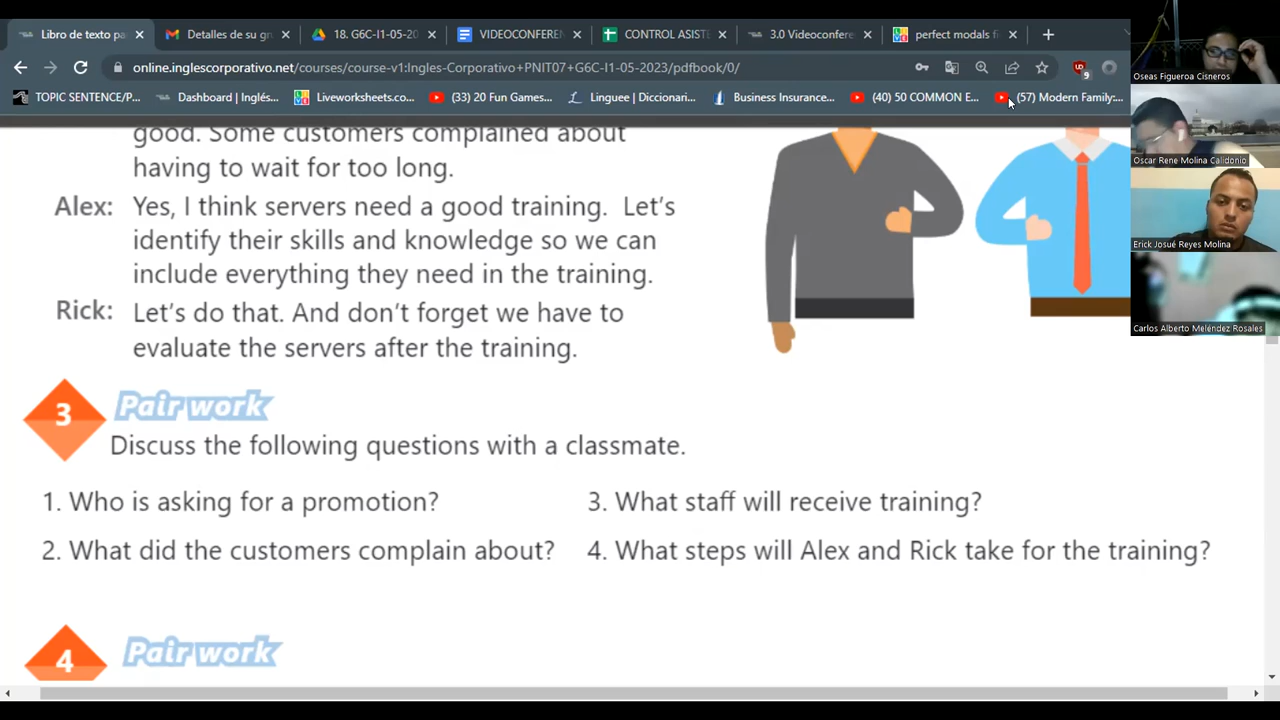 Libro de texto pa
Detalles de su gr
18. G6C-I1-05-20
VIDEOCONFEREN
CONTROL ASISTE
3.0 Videoconfere
perfect modals fi
online.inglescorporativo.net/courses/course-v1:Ingles-Corporativo+PNIT07+G6C-I1-05-2023/pdfbook/0/
9
TOPIC SENTENCE/P...
Dashboard | Inglés...
Liveworksheets.co...
(33) 20 Fun Games...
Linguee | Diccionari...
Business Insurance...
(40) 50 COMMON E...
(57) Modern Family:...
good. Some customers complained about
having to wait for too long.
Alex: Yes, I think servers need a good training. Let's
identify their skills and knowledge so we can
include everything they need in the training.
Rick: Let's do that. And don't forget we have to
evaluate the servers after the training.
3 Pair work
Discuss the following questions with a classmate.
1. Who is asking for a promotion?
2. What did the customers complain about?
3. What staff will receive training?
4. What steps will Alex and Rick take for the training?
4 Pair work
Oseas Figueroa Cisneros
Oscar Rene Molina Calidonio
Erick Josué Reyes Molina
Carlos Alberto Meléndez Rosales